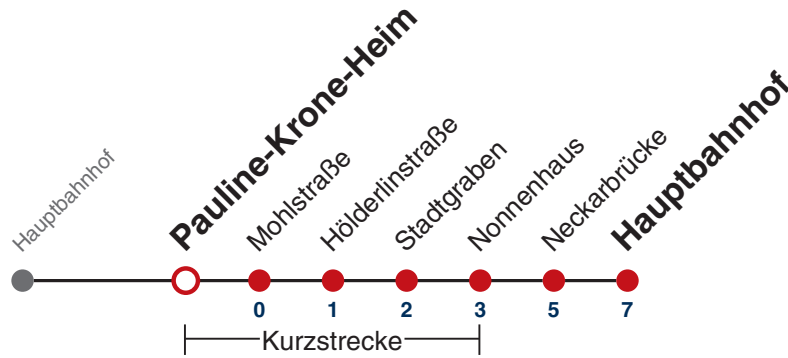 Hauptbahnhof
Pauline-Krone-Heim
Mohlstraße
Hölderlinstraße
Stadtgraben
Nonnenhaus
Neckarbrücke
Hauptbahnhof
0 1 2 3 5 7
Kurzstrecke